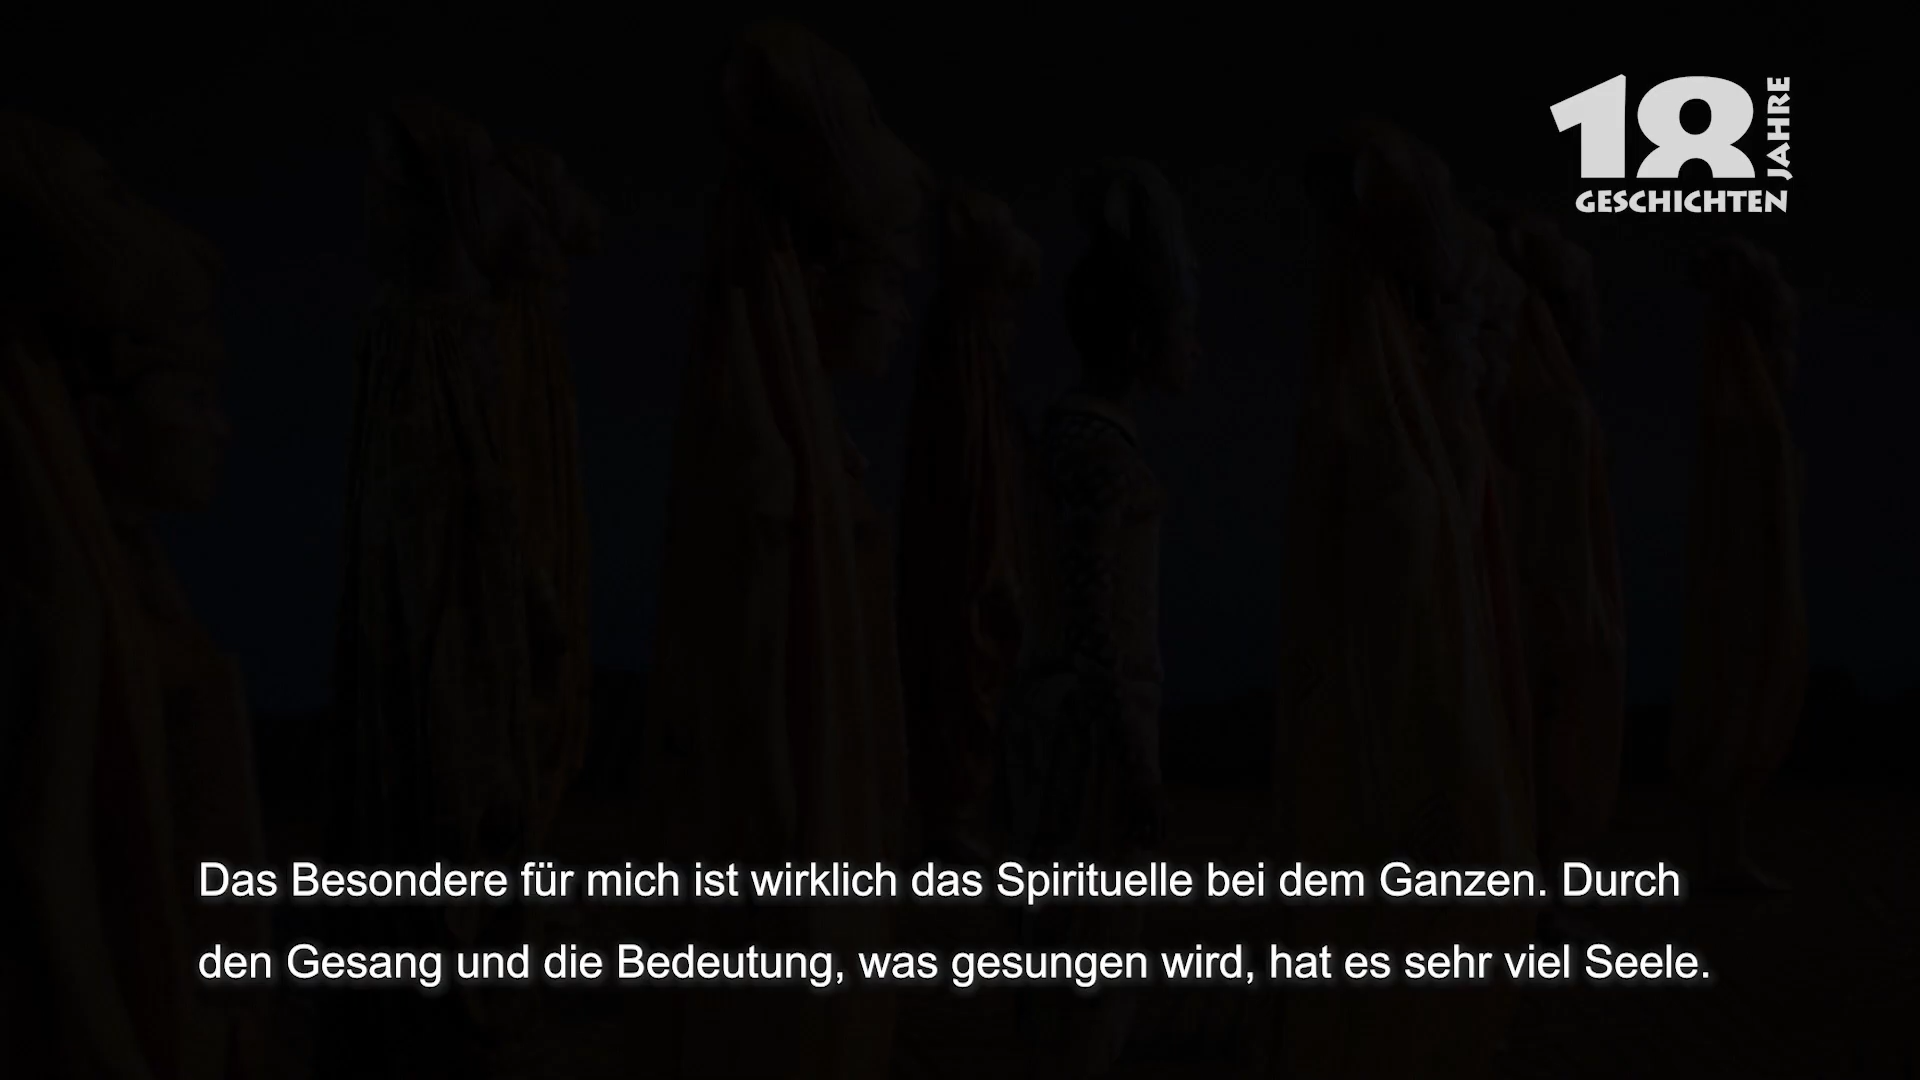 18 JAHRE
GESCHICHTEN
Das Besondere für mich ist wirklich das Spirituelle bei dem Ganzen. Durch
den Gesang und die Bedeutung, was gesungen wird, hat es sehr viel Seele.